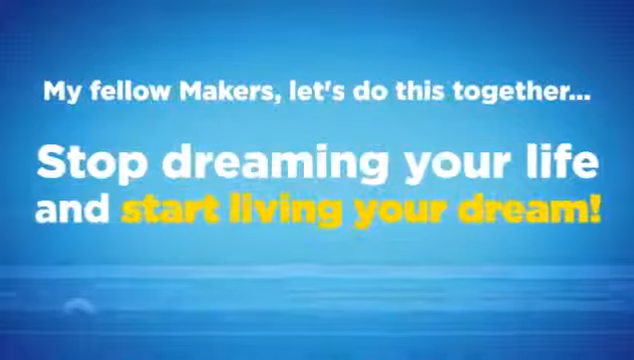 My fellow Makers, let's do this together...
Stop dreaming your life
and start living your dream!